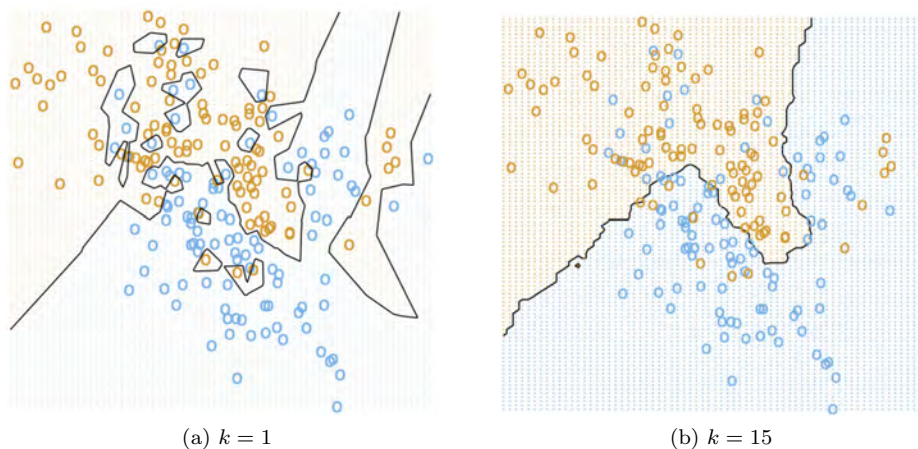 (a) k = 1
(b) k = 15